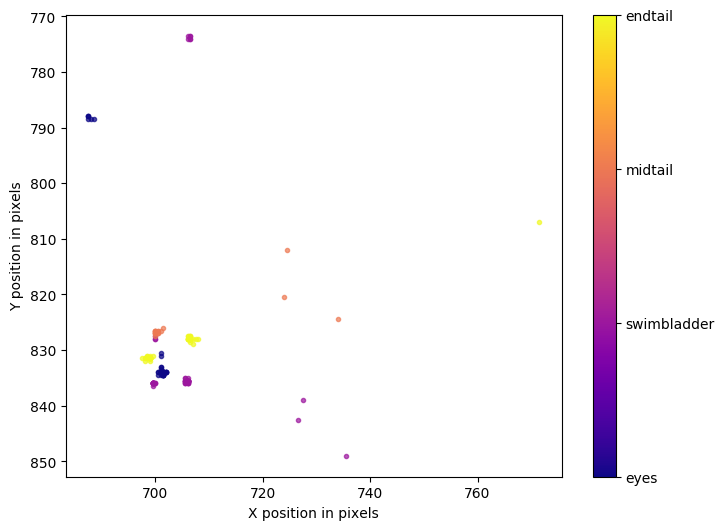 770
780
790
800
810
820
830
840
850
Y position in pixels
700
720
740
760
X position in pixels
endtail
midtail
swimbladder
eyes